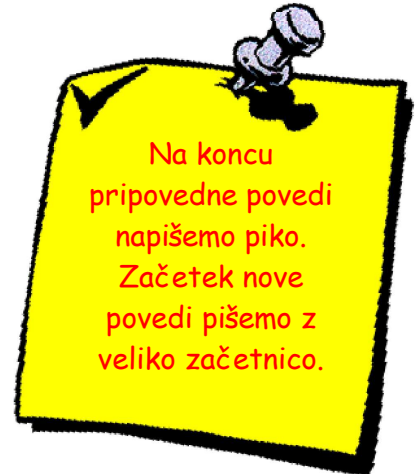 Na koncu
pripovedne povedi
napišemo piko.
Začetek nove
povedi pišemo z
veliko začetnico.